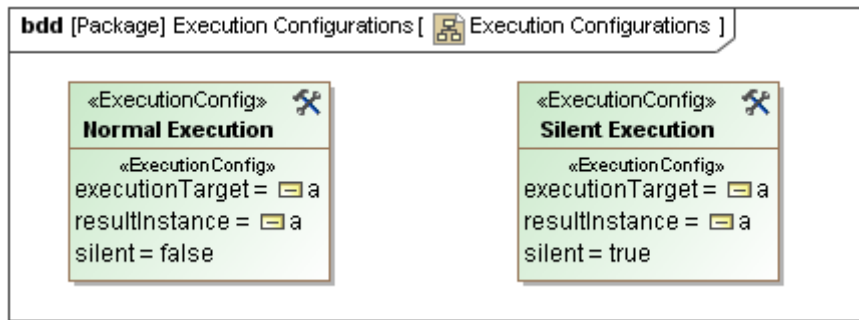 bdd [Package] Execution Configurations [ Execution Configurations ]
«ExecutionConfig»
Normal Execution
«ExecutionConfig»
executionTarget = a
resultInstance = a
silent = false
«ExecutionConfig»
Silent Execution
«ExecutionConfig»
executionTarget = a
resultInstance = a
silent = true